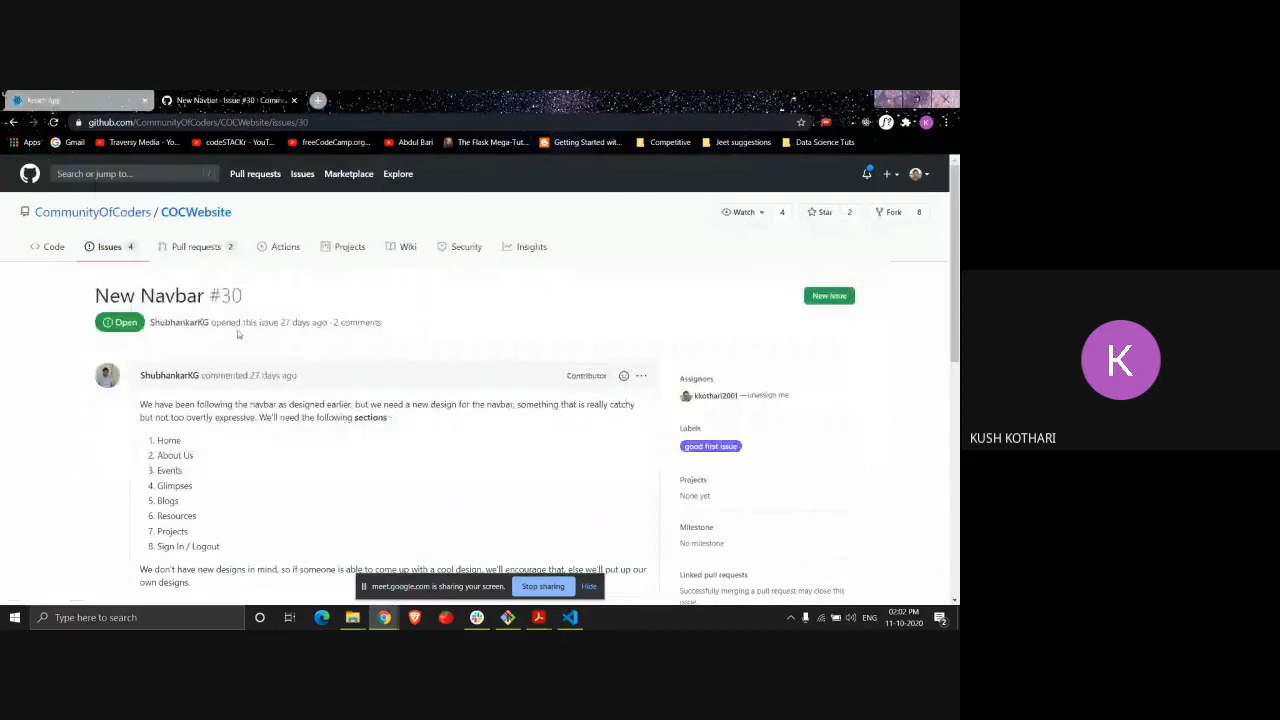 React App
New Navbar · Issue #30 · Comm
github.com/CommunityOfCoders/COCWebsite/issues/30
Apps Gmail Traversy Media - Yo... codeSTACKr - YouT... freeCodeCamp.org... Abdul Bari The Flask Mega-Tut... Getting Started wit... Competitive Jeet suggestions Data Science Tuts
Search or jump to... / Pull requests Issues Marketplace Explore
CommunityOfCoders / COCWebsite Watch 4 Star 2 Fork 8
Code Issues 4 Pull requests 2 Actions Projects Wiki Security Insights
New Navbar #30 New issue
Open ShubhankarKG opened this issue 27 days ago · 2 comments
ShubhankarKG commented 27 days ago Contributor ...
We have been following the navbar as designed earlier, but we need a new design for the navbar, something that is really catchy
but not too overtly expressive. We'll need the following sections
1. Home
2. About Us
3. Events
4. Glimpses
5. Blogs
6. Resources
7. Projects
8. Sign In / Logout
We don't have new designs in mind, so if someone is able to come up with a cool design, we'll encourage that, else we'll put up our
own designs.
Assignees
kkothari2001 —unassign me
Labels
good first issue
Projects
None yet
Milestone
No milestone
Linked pull requests
Successfully merging a pull request may close this
issue.
meet.google.com is sharing your screen. Stop sharing Hide
Type here to search
ENG
02:02 PM
11-10-2020
2
K
KUSH KOTHARI